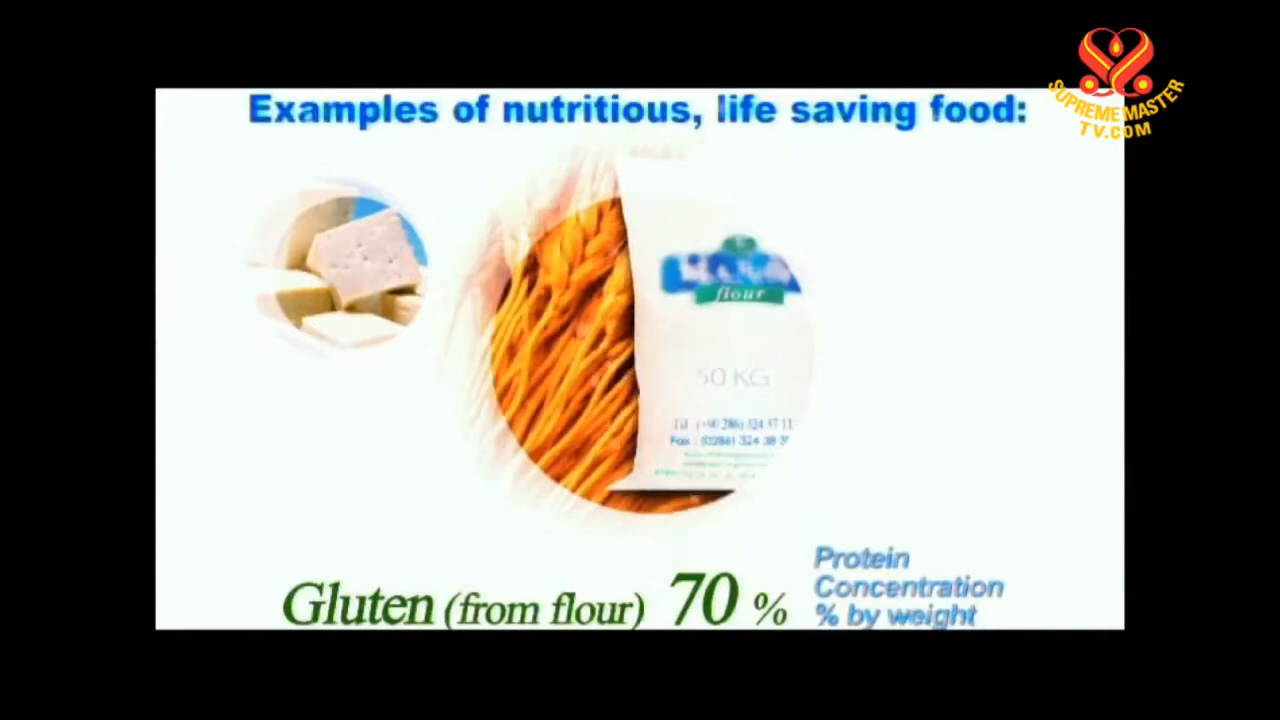 Examples of nutritious, life saving food:
SUPREME MASTER
TV.COM
flour
50 KG
Gluten (from flour) 70 %
Protein
Concentration
% by weight